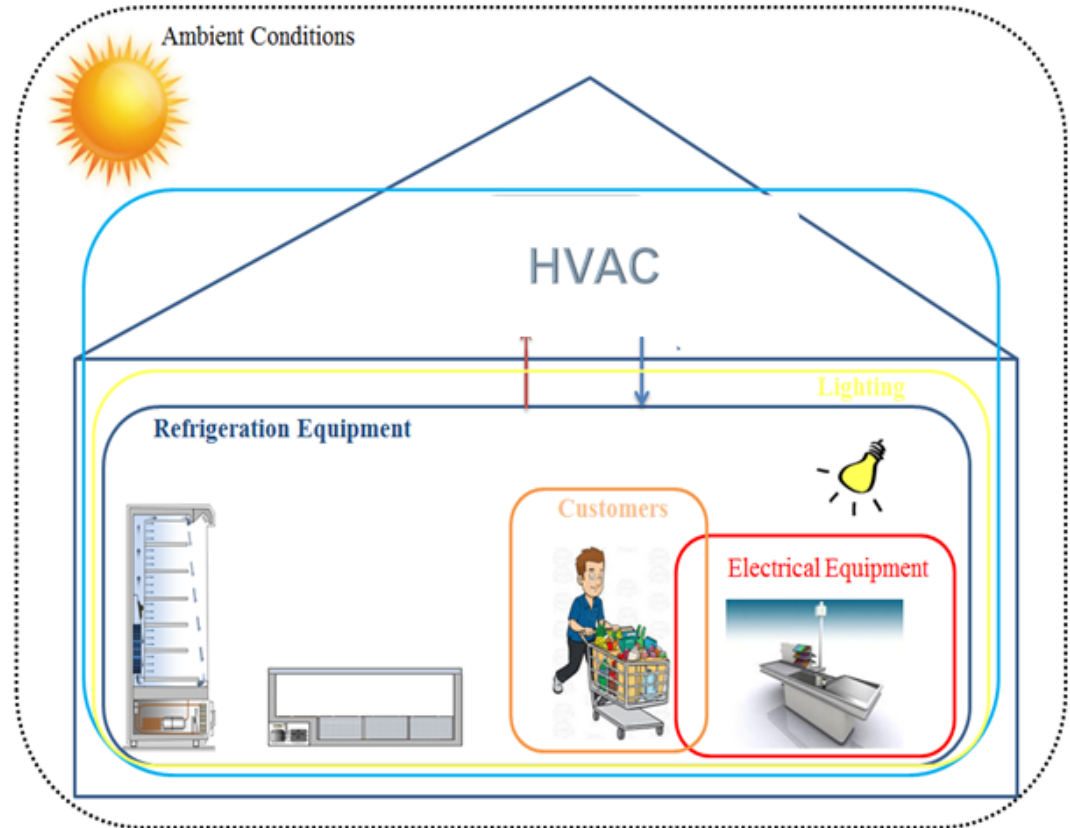 Ambient Conditions
HVAC
Lighting
Refrigeration Equipment
Customers
Electrical Equipment